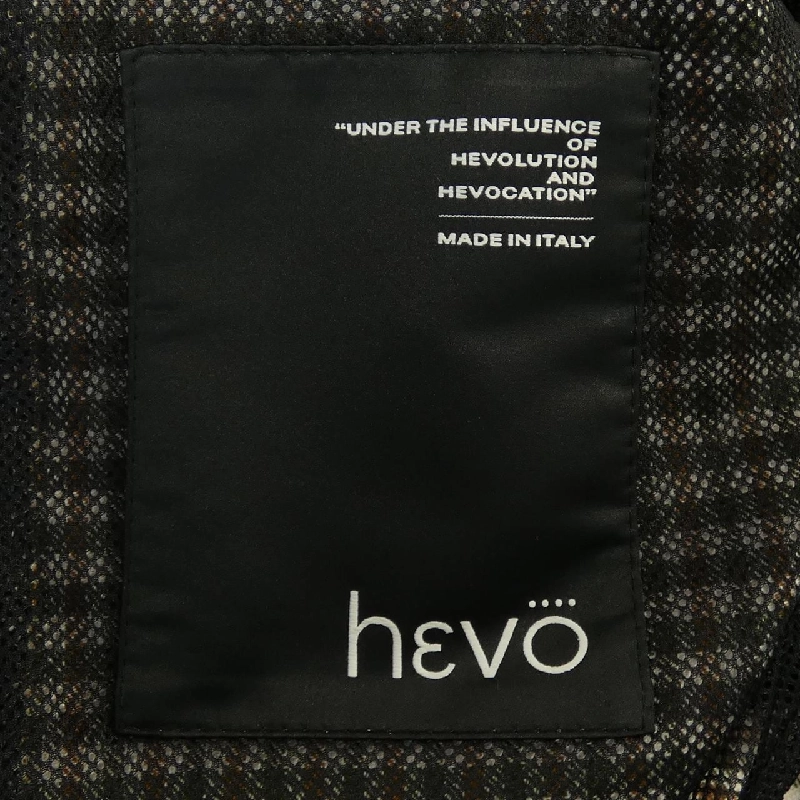 “UNDER THE INFLUENCE
OF
HEVOLUTION
AND
HEVOCATION”
MADE IN ITALY
hεvö